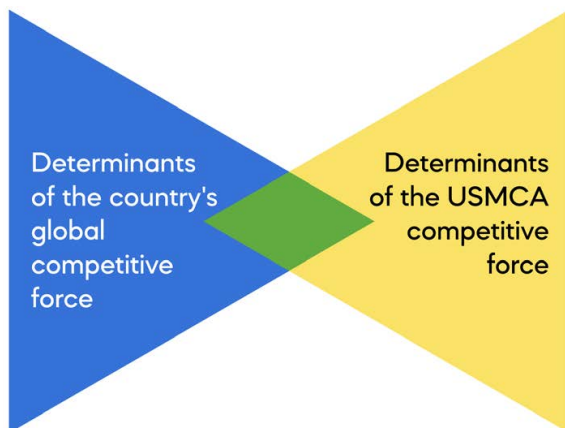 Determinants
of the country's
global
competitive
force
Determinants
of the USMCA
competitive
force